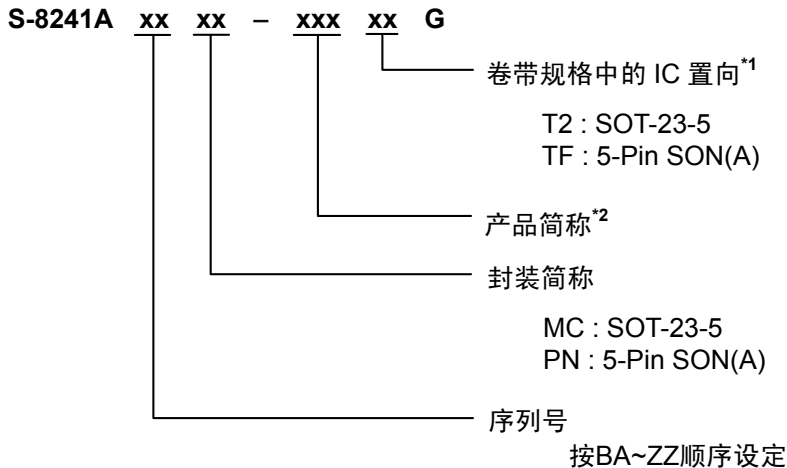 S-8241A xx xx – xxx xx G
卷带规格中的 IC 置向*1
T2 : SOT-23-5
TF : 5-Pin SON(A)
产品简称*2
封装简称
MC : SOT-23-5
PN : 5-Pin SON(A)
序列号
按BA~ZZ顺序设定